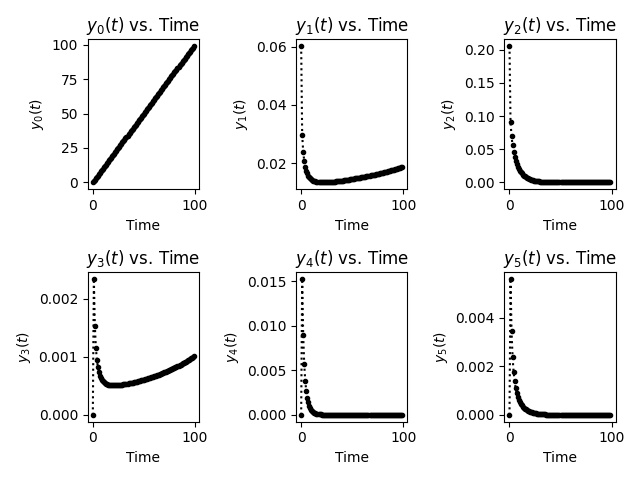 y0(t) vs. Time
y1(t) vs. Time
y2(t) vs. Time
100
75
50
25
0
y0(t)
0
100
Time
0.06
0.04
0.02
y1(t)
0
100
Time
0.20
0.15
0.10
0.05
0.00
y2(t)
0
100
Time
y3(t) vs. Time
y4(t) vs. Time
y5(t) vs. Time
0.002
0.001
0.000
y3(t)
0
100
Time
0.015
0.010
0.005
0.000
y4(t)
0
100
Time
0.004
0.002
0.000
y5(t)
0
100
Time